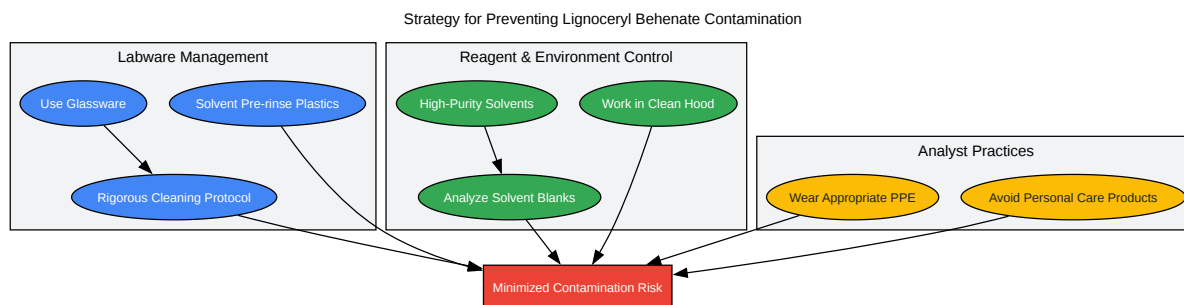 Strategy for Preventing Lignoceryl Behenate Contamination
Labware Management
Use Glassware
Solvent Pre-rinse Plastics
Rigorous Cleaning Protocol
Reagent & Environment Control
High-Purity Solvents
Work in Clean Hood
Analyze Solvent Blanks
Analyst Practices
Wear Appropriate PPE
Avoid Personal Care Products
Minimized Contamination Risk